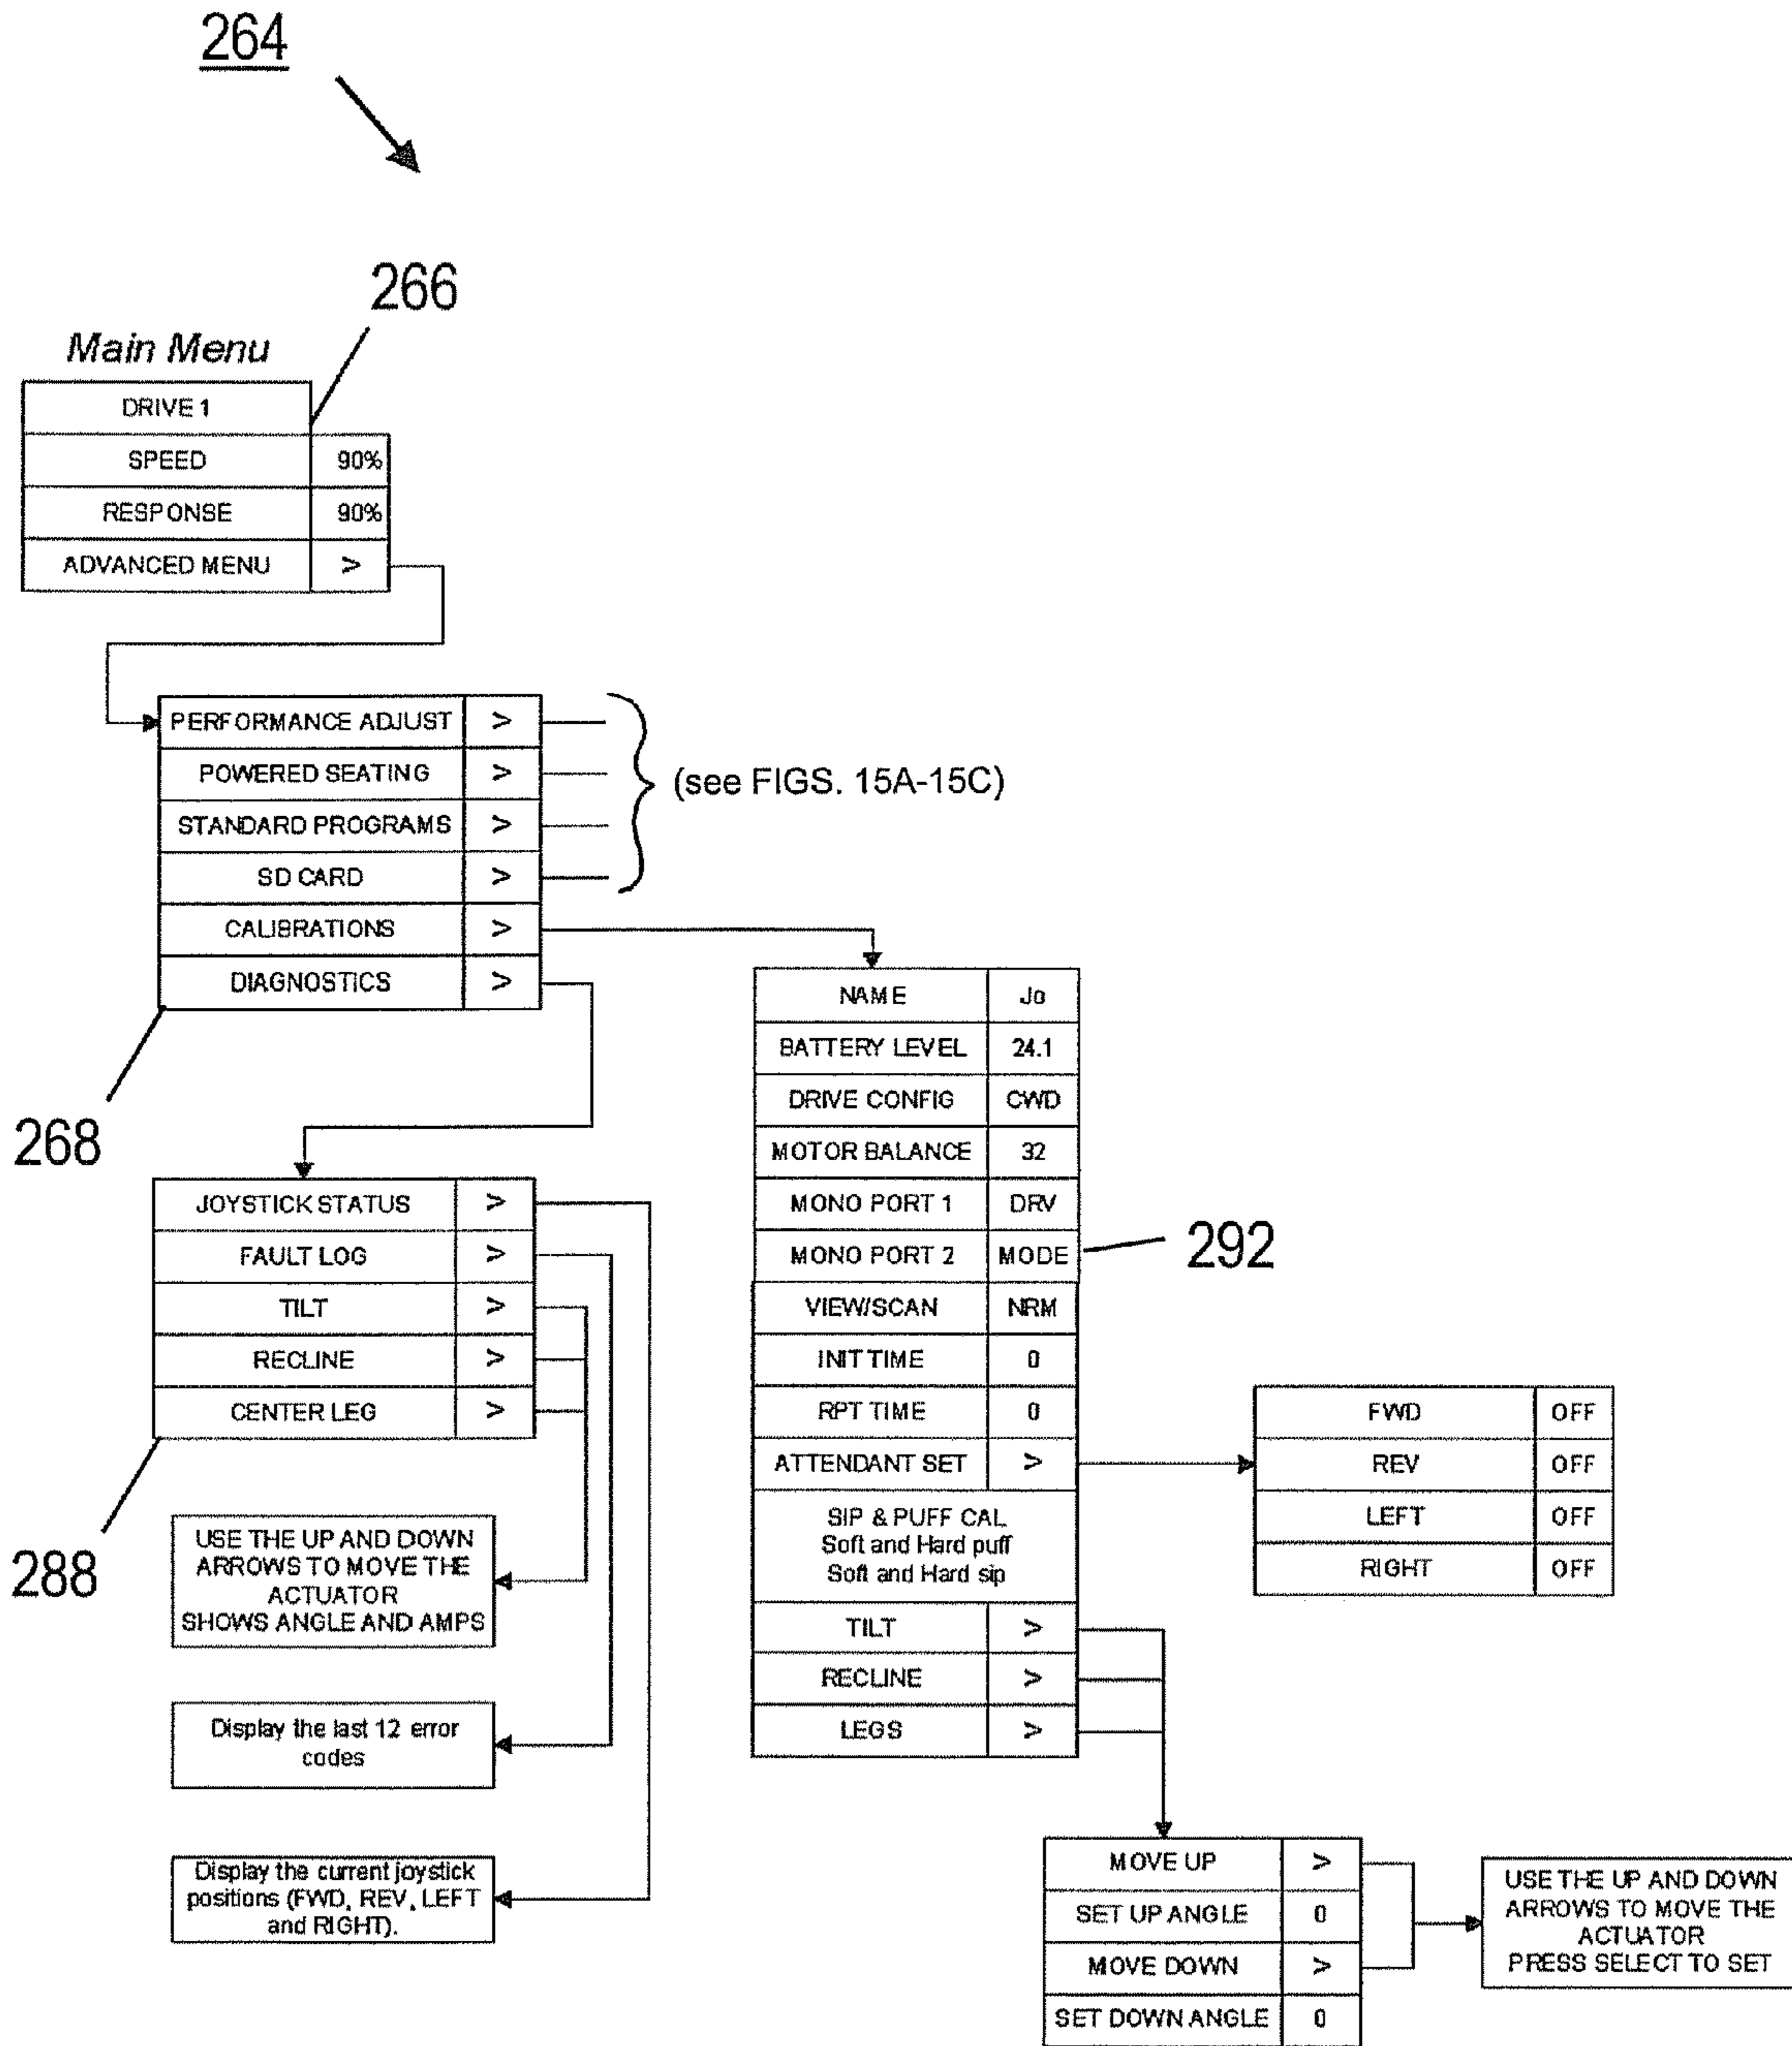 264
266
Main Menu
DRIVE 1
SPEED 90%
RESPONSE 90%
ADVANCED MENU >
PERFORMANCE ADJUST >
POWERED SEATING >
STANDARD PROGRAMS >
SD CARD >
CALIBRATIONS >
DIAGNOSTICS >
(see FIGS. 15A-15C)
268
JOYSTICK STATUS >
FAULT LOG >
TILT >
RECLINE >
CENTER LEG >
288
USE THE UP AND DOWN
ARROWS TO MOVE THE
ACTUATOR
SHOWS ANGLE AND AMPS
Display the last 12 error
codes
Display the current joystick
positions (FWD, REV, LEFT
and RIGHT).
NAME Jo
BATTERY LEVEL 24.1
DRIVE CONFIG CWD
MOTOR BALANCE 32
MONO PORT 1 DRV
MONO PORT 2 MODE
292
VIEW/SCAN NRM
INIT TIME 0
RPT TIME 0
ATTENDANT SET >
SIP & PUFF CAL
Soft and Hard puff
Soft and Hard sip
TILT >
RECLINE >
LEGS >
FWD OFF
REV OFF
LEFT OFF
RIGHT OFF
MOVE UP >
SET UP ANGLE 0
MOVE DOWN >
SET DOWN ANGLE 0
USE THE UP AND DOWN
ARROWS TO MOVE THE
ACTUATOR
PRESS SELECT TO SET